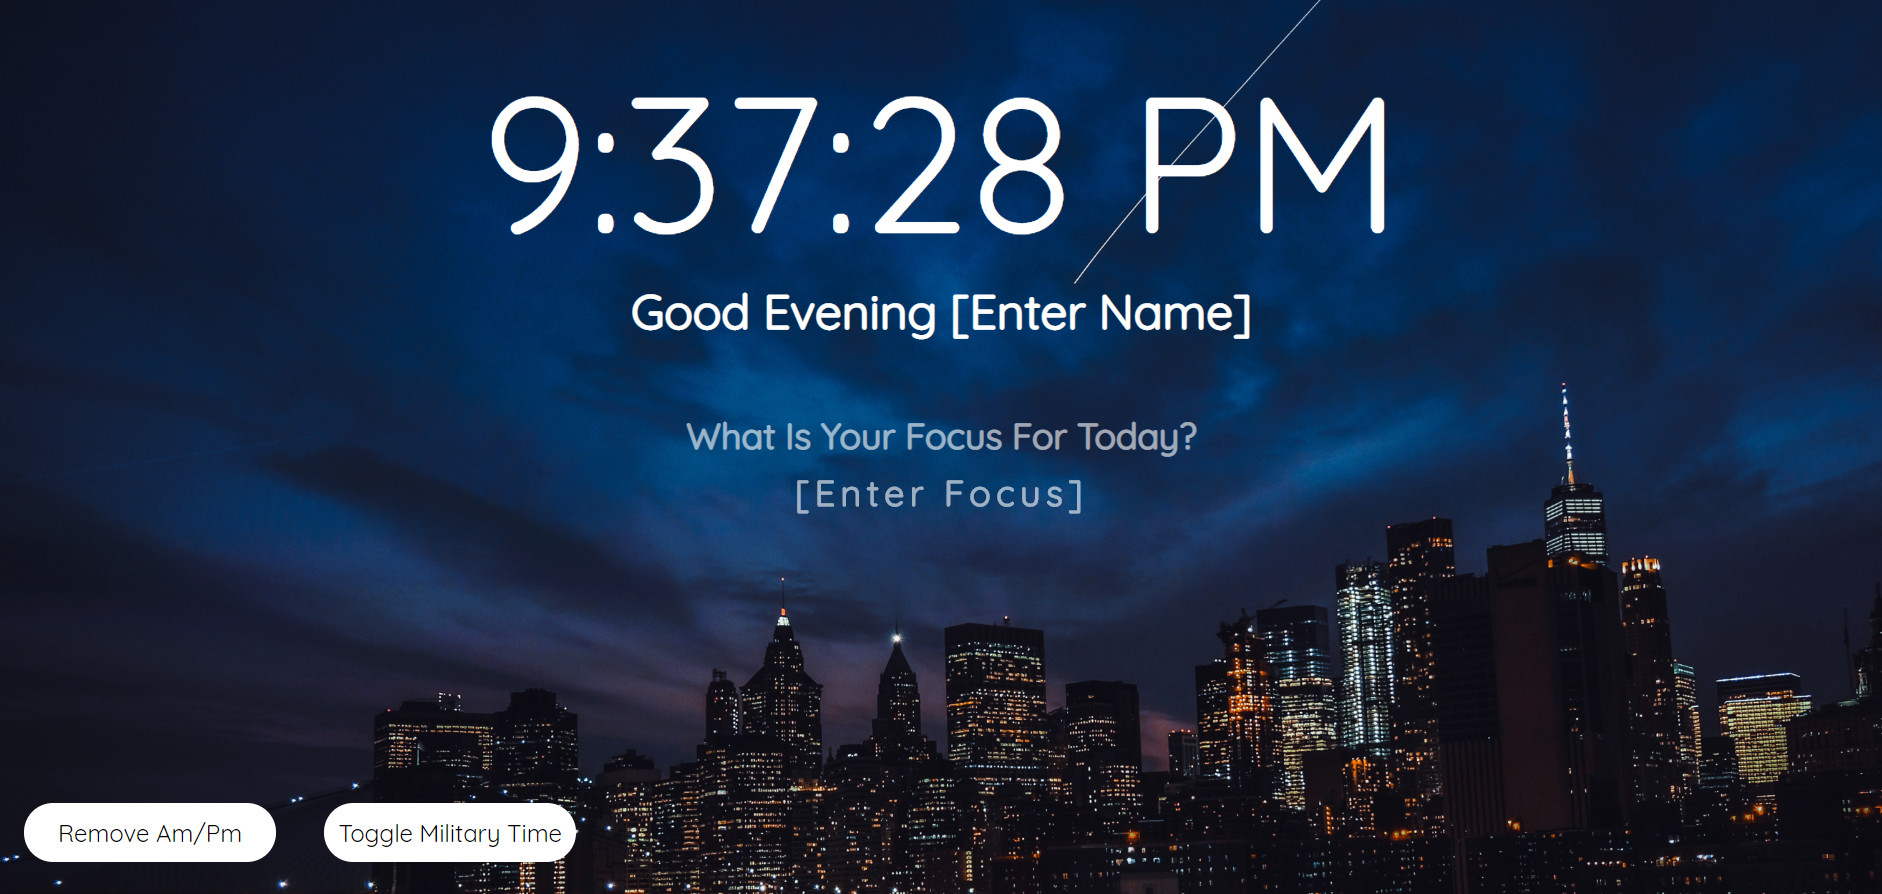 9:37:28 PM
Good Evening [Enter Name]
What Is Your Focus For Today?
[Enter Focus]
Remove Am/Pm
Toggle Military Time